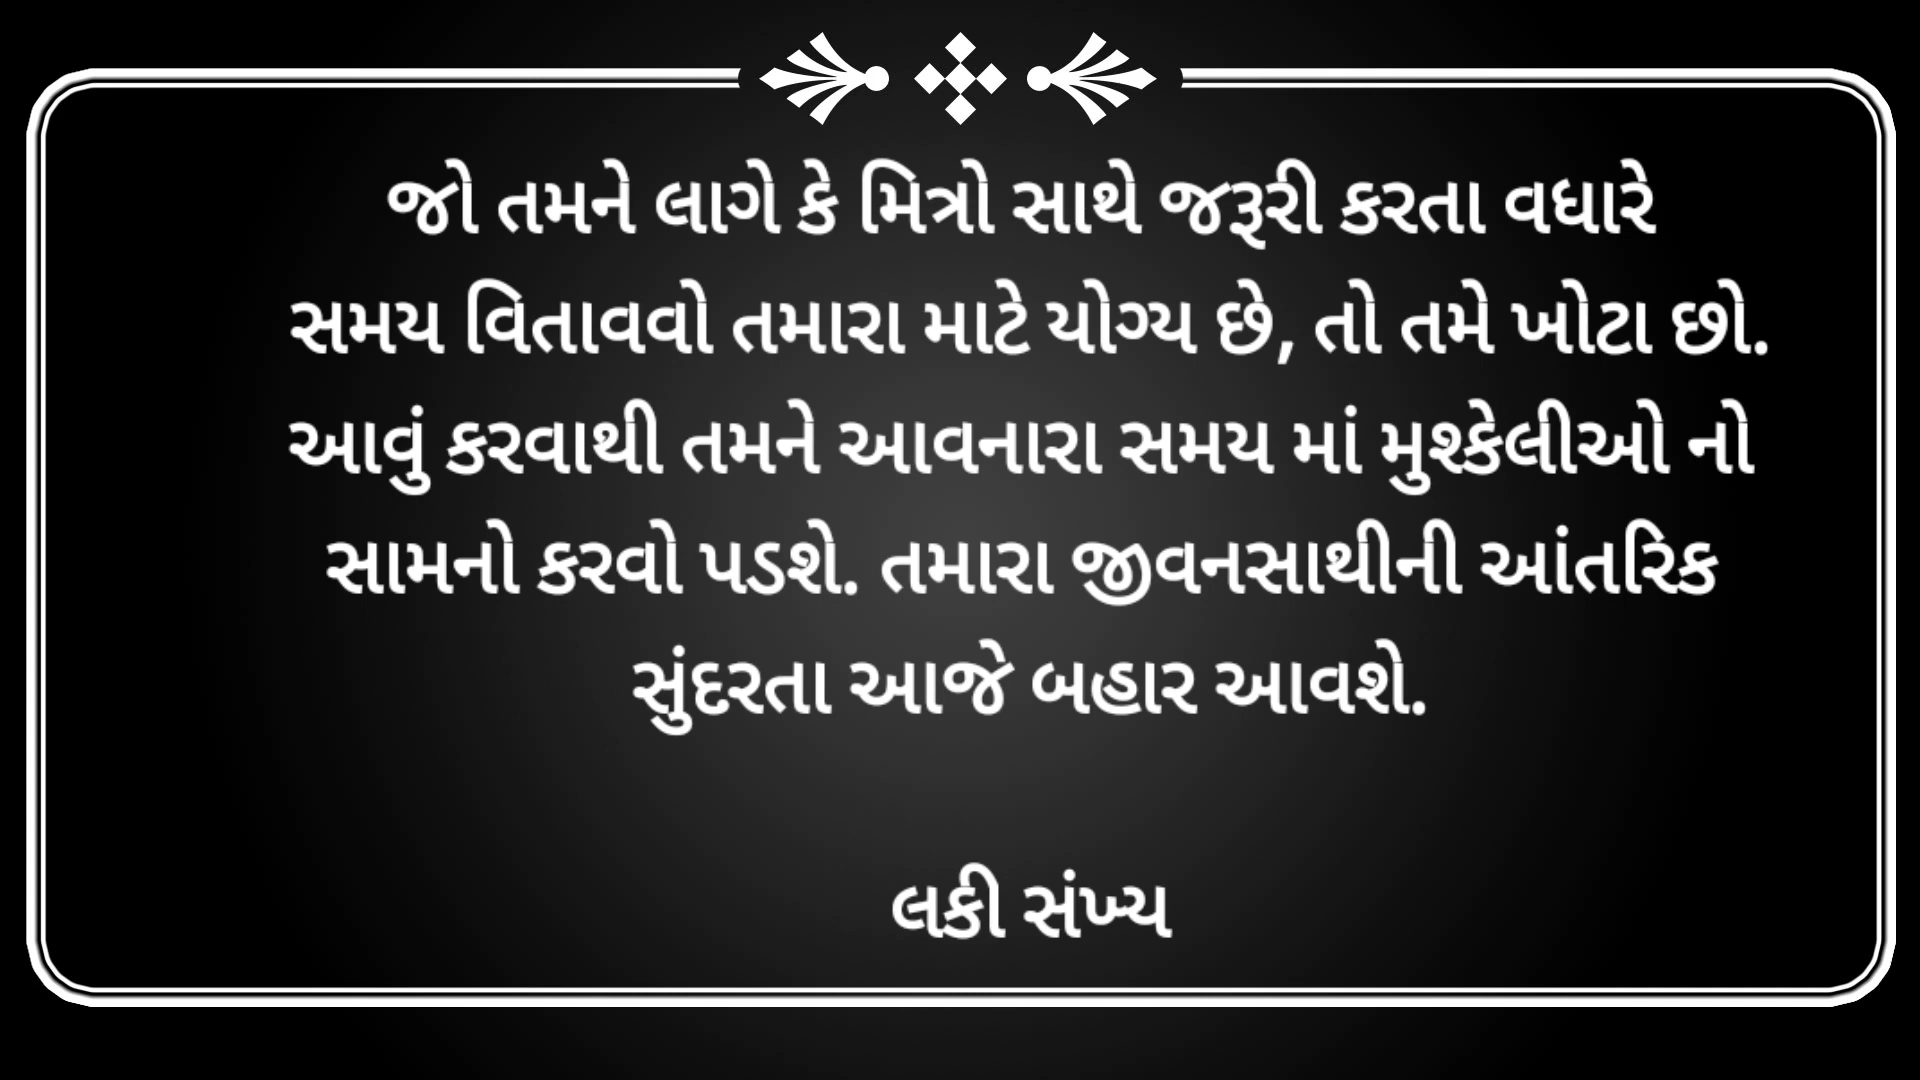 જો તમને લાગે કે મિત્રો સાથે જરૂરી કરતા વધારે
સમય વિતાવવો તમારા માટે યોગ્ય છે, તો તમે ખોટા છો.
આવું કરવાથી તમને આવનારા સમય માં મુશ્કેલીઓ નો
સામનો કરવો પડશે. તમારા જીવનસાથીની આંતરિક
સુંદરતા આજે બહાર આવશે.
લકી સંખ્ય